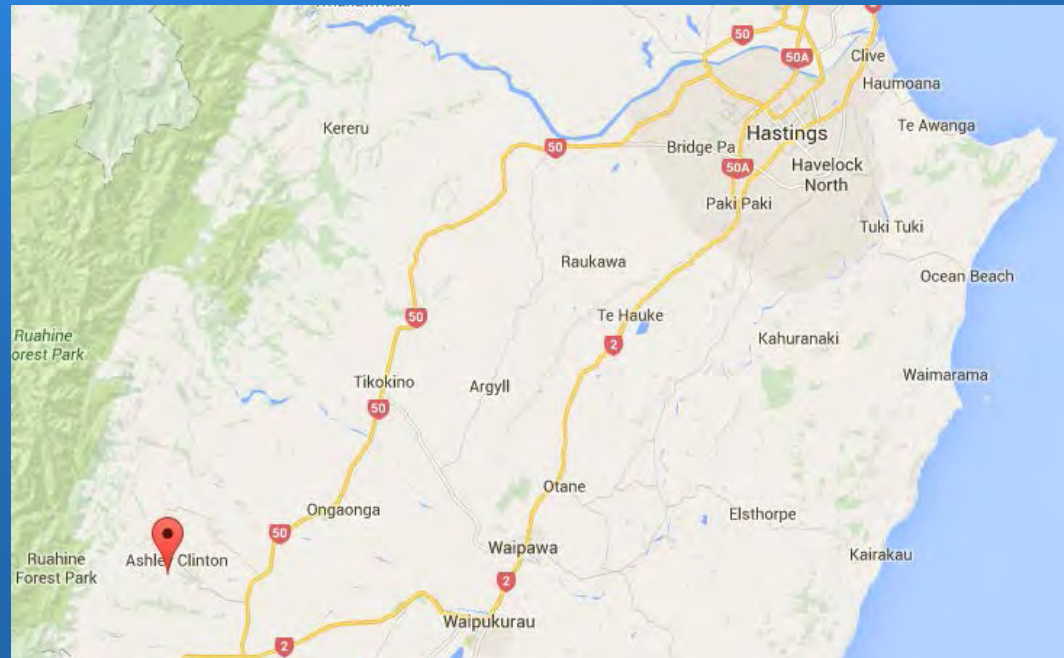 50
50A
Clive
Haumoana
Kereru
Te Awanga
Hastings
Bridge Pa
50
50A
Havelock
North
Paki Paki
Tuki Tuki
Raukawa
Ocean Beach
50
Te Hauke
Ruahine
orest Park
2
Kahuranaki
Waimarama
Tikokino
Argyll
50
Otane
Ongaonga
Elsthorpe
50
Waipawa
Kairakau
Ruahine
Forest Park
Ashley Clinton
2
Waipukurau
2